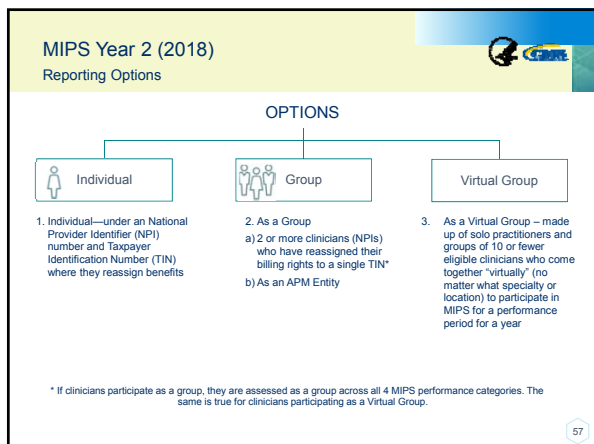 MIPS Year 2 (2018)
Reporting Options
OPTIONS
Individual
Group
Virtual Group
1. Individual—under an National
Provider Identifier (NPI)
number and Taxpayer
Identification Number (TIN)
where they reassign benefits
2. As a Group
a) 2 or more clinicians (NPIs)
who have reassigned their
billing rights to a single TIN*
b) As an APM Entity
3. As a Virtual Group – made
up of solo practitioners and
groups of 10 or fewer
eligible clinicians who come
together “virtually” (no
matter what specialty or
location) to participate in
MIPS for a performance
period for a year
* If clinicians participate as a group, they are assessed as a group across all 4 MIPS performance categories. The
same is true for clinicians participating as a Virtual Group.
57